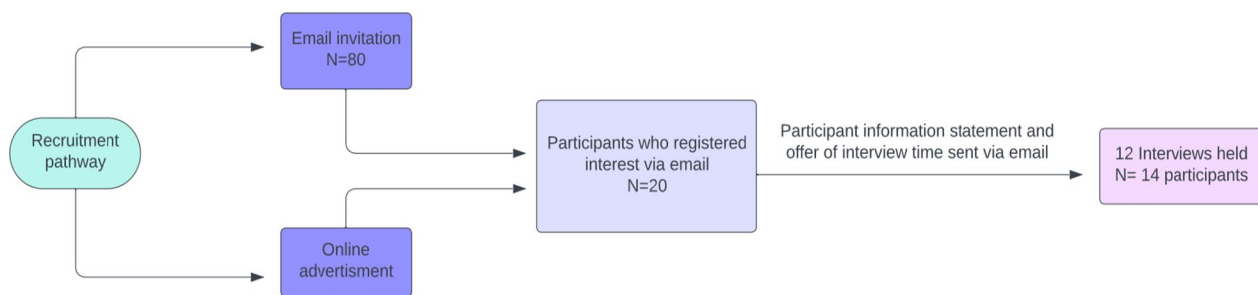 Recruitment
pathway
Email invitation
N=80
Online
advertisment
Participants who registered
interest via email
N=20
Participant information statement and
offer of interview time sent via email
12 Interviews held
N= 14 participants